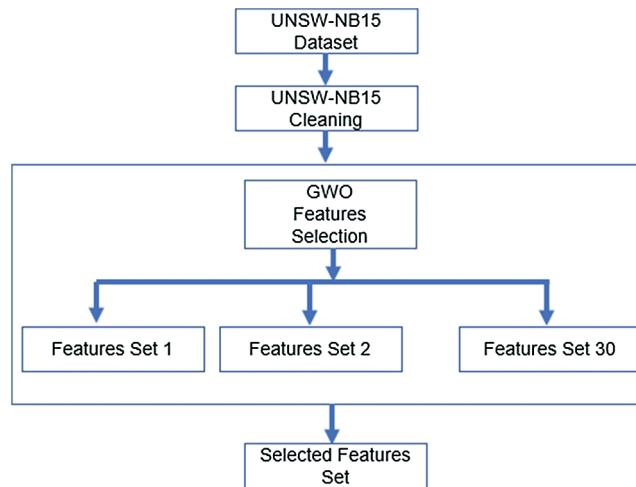 UNSW-NB15
Dataset
UNSW-NB15
Cleaning
GWO
Features
Selection
Features Set 1
Features Set 2
Features Set 30
Selected Features
Set